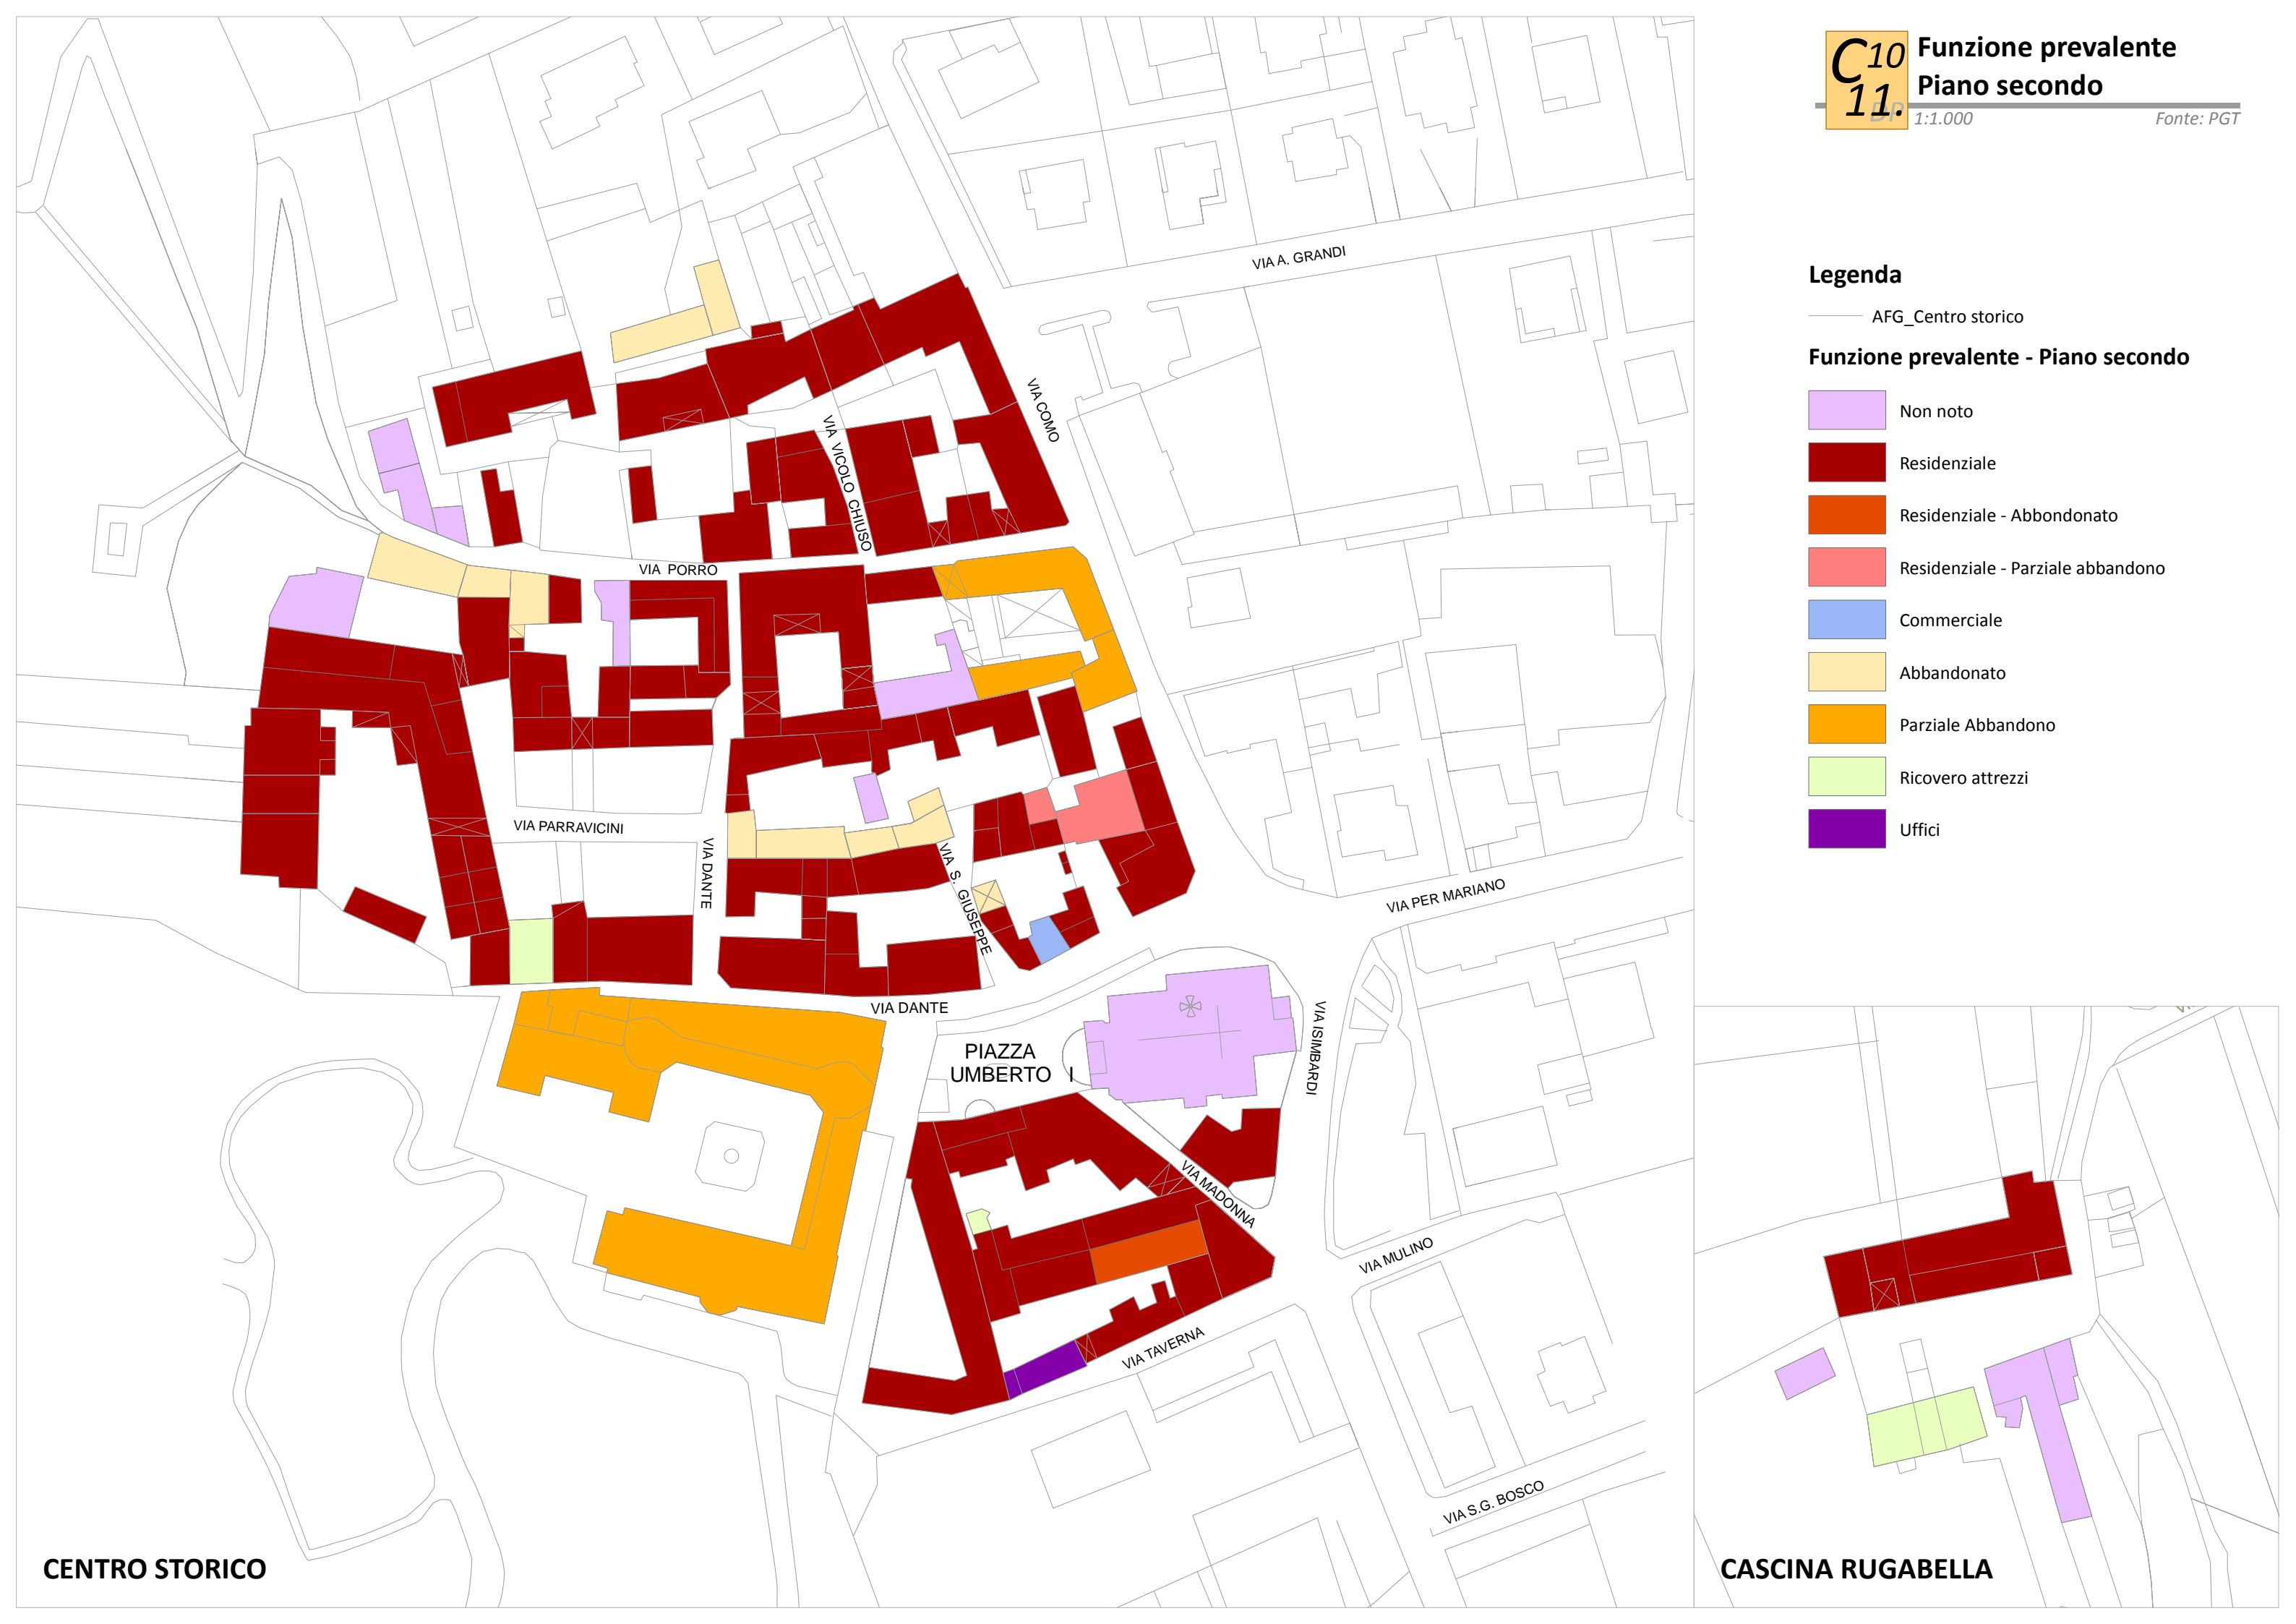 C10
11.
DP
Funzione prevalente
Piano secondo
1:1.000
Fonte: PGT
Legenda
AFG_Centro storico
Funzione prevalente - Piano secondo
Non noto
Residenziale
Residenziale - Abbondonato
Residenziale - Parziale abbandono
Commerciale
Abbandonato
Parziale Abbandono
Ricovero attrezzi
Uffici
VIA A. GRANDI
VIA COMO
VIA VICOLO CHIUSO
VIA PORRO
VIA PARRAVICINI
VIA DANTE
VIA S. GIUSEPPE
VIA PER MARIANO
VIA DANTE
VIA ISIMBARDI
PIAZZA
UMBERTO I
VIA MADONNA
VIA MULINO
VIA TAVERNA
VIA S.G. BOSCO
CENTRO STORICO
CASCINA RUGABELLA